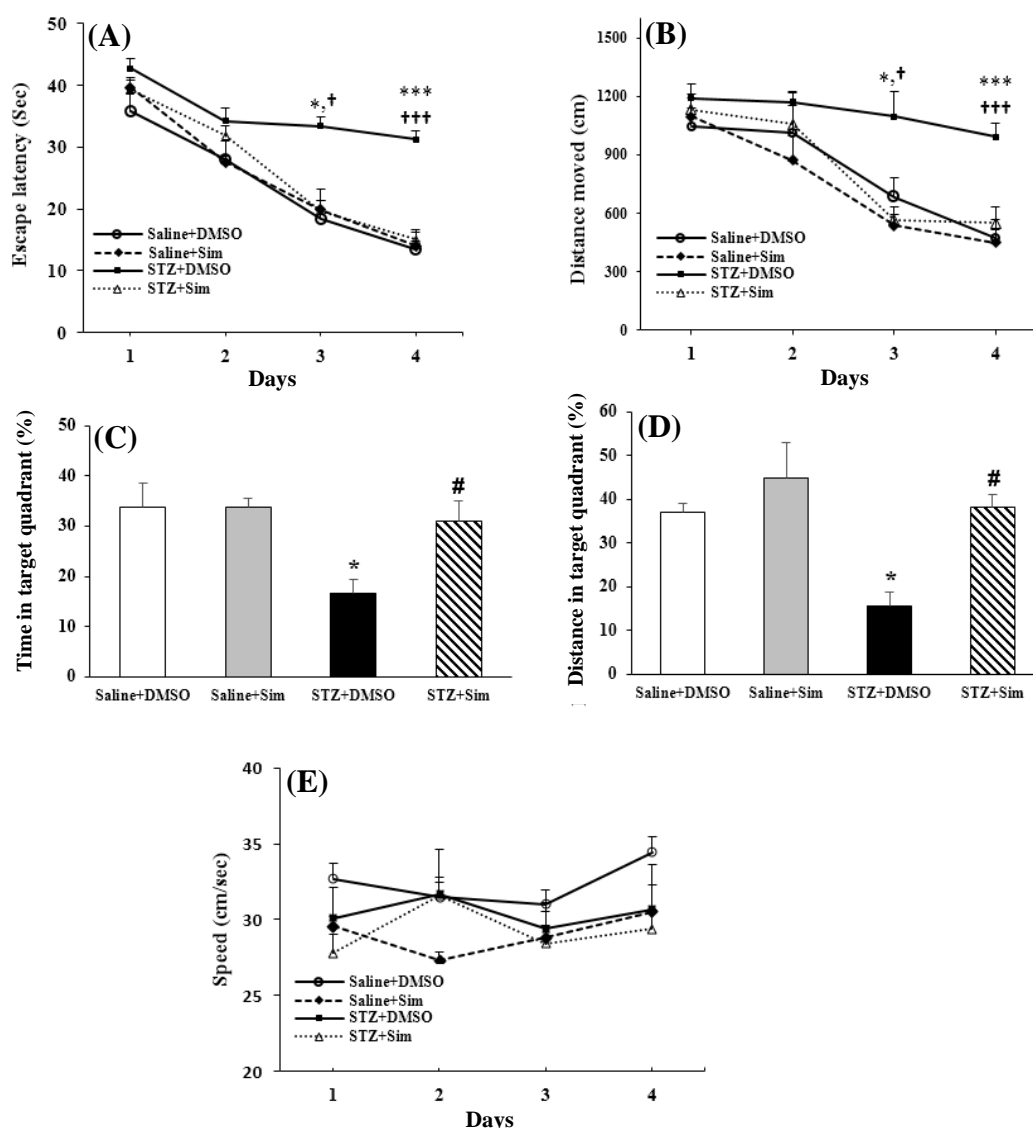 (A)
Escape latency (Sec)
50
40
30
20
10
0
*,†
***
†††
Saline+DMSO
Saline+Sim
STZ+DMSO
STZ+Sim
1 2 3 4
Days
(B)
Distance moved (cm)
1500
1200
900
600
300
0
*,†
***
†††
Saline+DMSO
Saline+Sim
STZ+DMSO
STZ+Sim
1 2 3 4
Days
(C)
Time in target quadrant (%)
50
40
30
20
10
0
*
#
Saline+DMSO Saline+Sim STZ+DMSO STZ+Sim
(D)
Distance in target quadrant (%)
60
50
40
30
20
10
0
*
#
Saline+DMSO Saline+Sim STZ+DMSO STZ+Sim
(E)
Speed (cm/sec)
40
35
30
25
20
Saline+DMSO
Saline+Sim
STZ+DMSO
STZ+Sim
1 2 3 4
Days